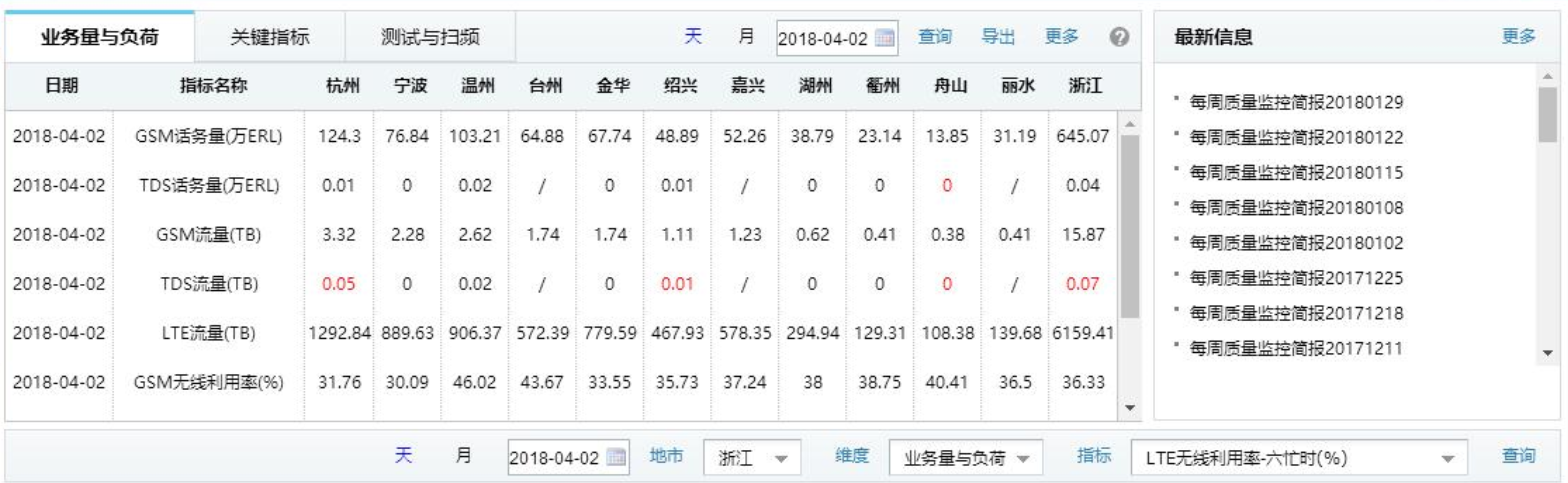 业务量与负荷 关键指标 测试与扫频 天 月 2018-04-02 查询 导出 更多 ?
日期 指标名称 杭州 宁波 温州 台州 金华 绍兴 嘉兴 湖州 衢州 舟山 丽水 浙江
2018-04-02 GSM话务量(万ERL) 124.3 76.84 103.21 64.88 67.74 48.89 52.26 38.79 23.14 13.85 31.19 645.07
2018-04-02 TDS话务量(万ERL) 0.01 0 0.02 / 0 0.01 / 0 0 0 / 0.04
2018-04-02 GSM流量(TB) 3.32 2.28 2.62 1.74 1.74 1.11 1.23 0.62 0.41 0.38 0.41 15.87
2018-04-02 TDS流量(TB) 0.05 0 0.02 / 0 0.01 / 0 0 0 / 0.07
2018-04-02 LTE流量(TB) 1292.84 889.63 906.37 572.39 779.59 467.93 578.35 294.94 129.31 108.38 139.68 6159.41
2018-04-02 GSM无线利用率(%) 31.76 30.09 46.02 43.67 33.55 35.73 37.24 38 38.75 40.41 36.5 36.33
最新信息 更多
每周质量监控简报20180129
每周质量监控简报20180122
每周质量监控简报20180115
每周质量监控简报20180108
每周质量监控简报20180102
每周质量监控简报20171225
每周质量监控简报20171218
每周质量监控简报20171211
天 月 2018-04-02 地市 浙江 维度 业务量与负荷 指标 LTE无线利用率-六忙时(%) 查询